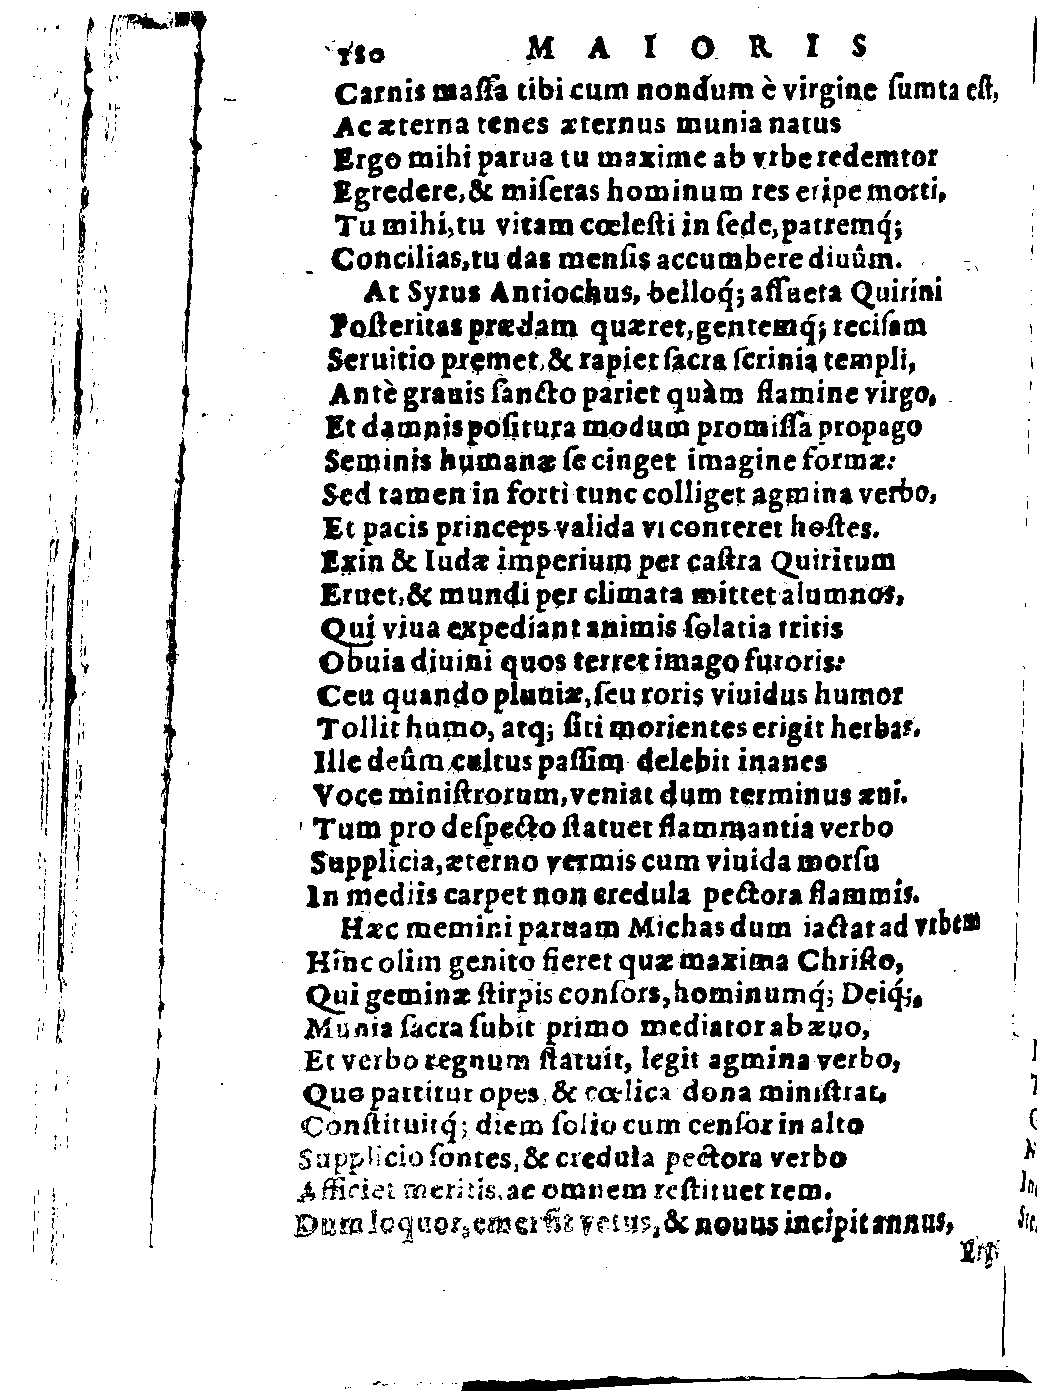 180 MAIORIS
Carnis massa tibi cum nondum è virgine sumta est,
Ac æterna tenes æternus munia natus
Ergo mihi parua tu maxime ab vrbe redemtor
Egredere, & miseras hominum res eripe morti,
Tu mihi, tu vitam cœlesti in sede, patremq́;
Concilias, tu das mensis accumbere diuûm.
At Syrus Antiochus, belloq́; assueta Quirini
Posteritas prædam quæret, gentemq́; recisam
Seruitio premet, & rapiet sacra scrinia templi,
Antè grauis sancto pariet quàm flamine virgo,
Et damnis positura modum promissa propago
Seminis humanæ se cinget imagine formæ:
Sed tamen in forti tunc colliget agmina verbo,
Et pacis princeps valida vi conteret hostes.
Exin & Iudæ imperium per castra Quiritum
Eruet, & mundi per climata mittet alumnos,
Qui viua expediant animis solatia tritis
Obuia diuini quos terret imago furoris:
Ceu quando pluuiæ, seu roris viuidus humor
Tollit humo, atq; siti morientes erigit herbas.
Ille deûm cultus passim delebit inanes
Voce ministrorum, veniat dum terminus æui.
Tum pro despecto statuet flammantia verbo
Supplicia, æterno vermis cum viuida morsu
In mediis carpet non credula pectora flammis.
Hæc memini paruam Michas dum iactat ad vrbem
Hinc olim genito fieret quæ maxima Christo,
Qui geminæ stirpis consors, hominumq́; Deiq́;,
Munia sacra subit primo mediator ab æuo,
Et verbo regnum statuit, legit agmina verbo,
Quo partitur opes, & cœlica dona ministrat,
Constituitq́; diem solio cum censor in alto
Supplicio sontes, & credula pectora verbo
Afficiet meritis, ac omnem restituet rem.
Dum loquor, emersit vetus, & nouus incipit annus,